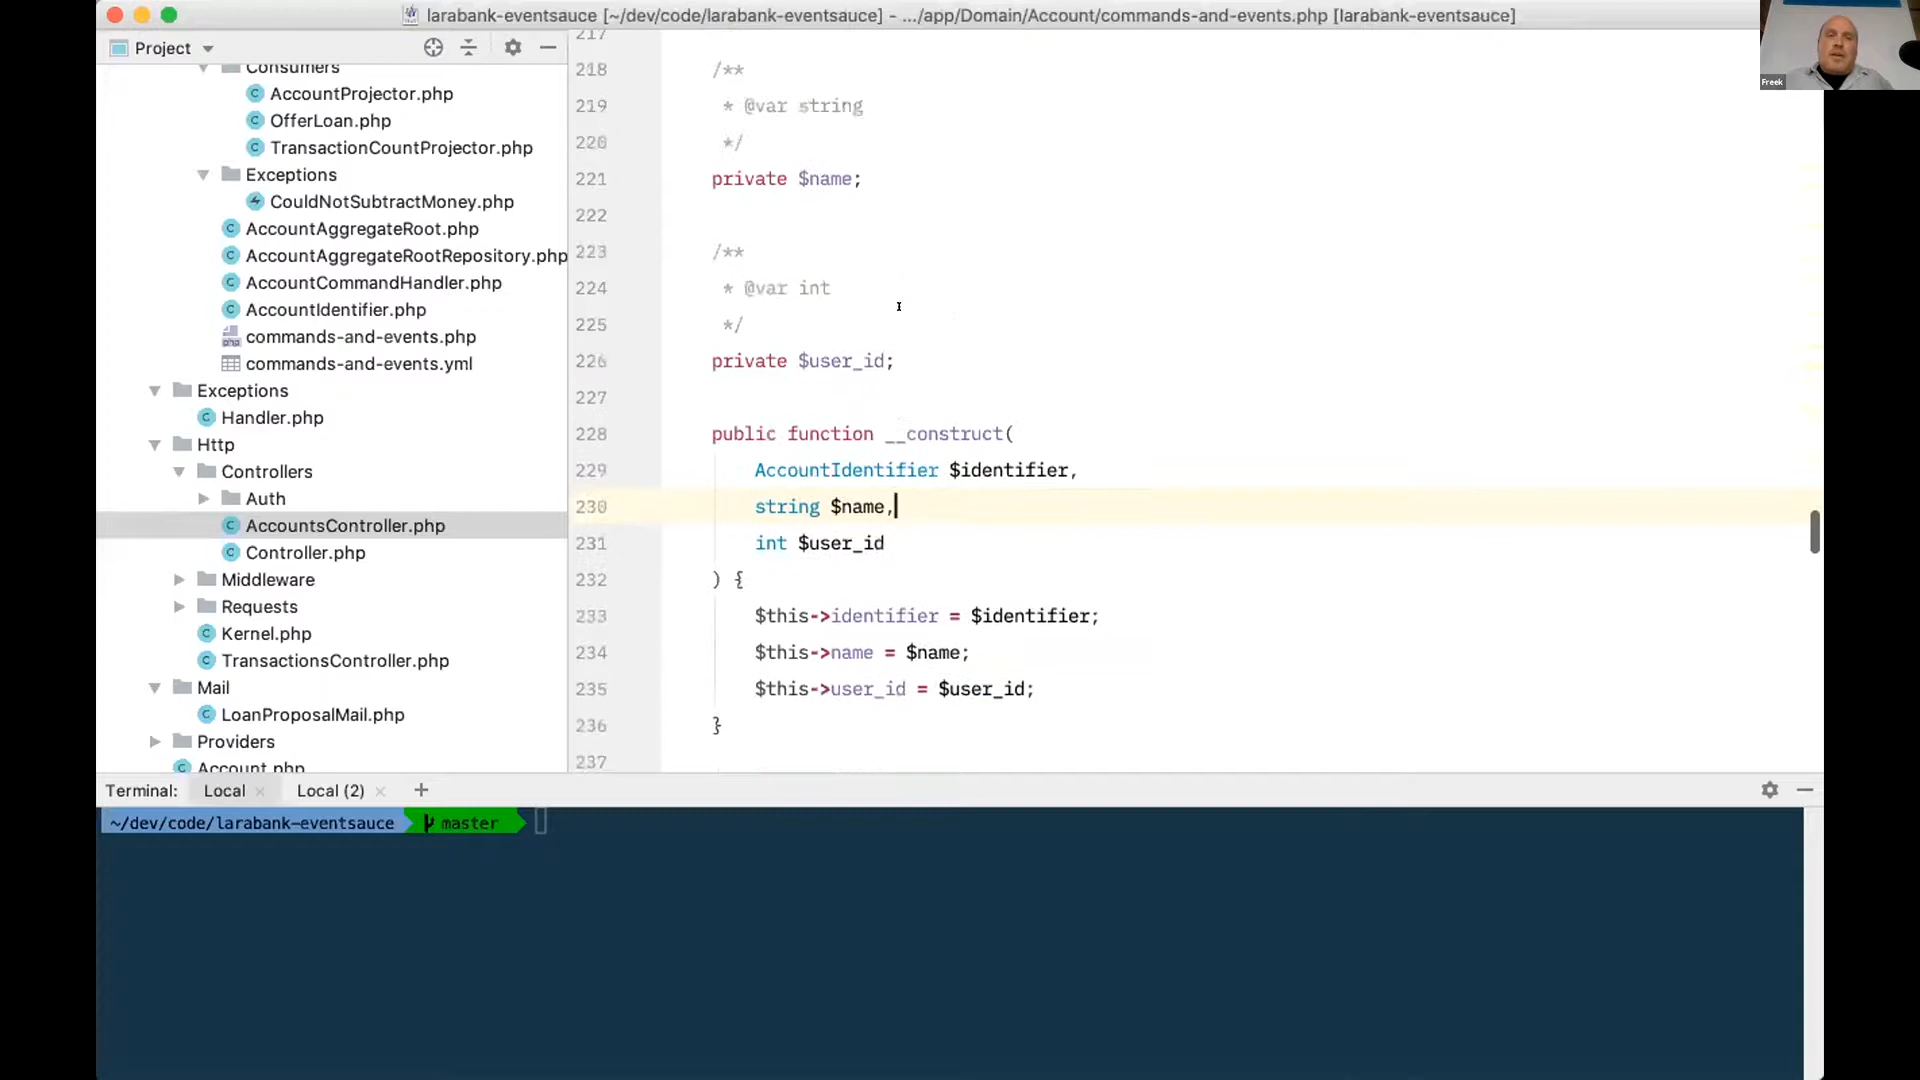 larabank-eventsauce [~/dev/code/larabank-eventsauce] - .../app/Domain/Account/commands-and-events.php [larabank-eventsauce]
Freek
Project
Consumers
AccountProjector.php
OfferLoan.php
TransactionCountProjector.php
Exceptions
CouldNotSubtractMoney.php
AccountAggregateRoot.php
AccountAggregateRootRepository.php
AccountCommandHandler.php
AccountIdentifier.php
commands-and-events.php
commands-and-events.yml
Exceptions
Handler.php
Http
Controllers
Auth
AccountsController.php
Controller.php
Middleware
Requests
Kernel.php
TransactionsController.php
Mail
LoanProposalMail.php
Providers
Account.php
217
218 /**
219 * @var string
220 */
221 private $name;
222
223 /**
224 * @var int
225 */
226 private $user_id;
227
228 public function __construct(
229 AccountIdentifier $identifier,
230 string $name,
231 int $user_id
232 ) {
233 $this->identifier = $identifier;
234 $this->name = $name;
235 $this->user_id = $user_id;
236 }
237
Terminal: Local × Local (2) × +
~/dev/code/larabank-eventsauce master